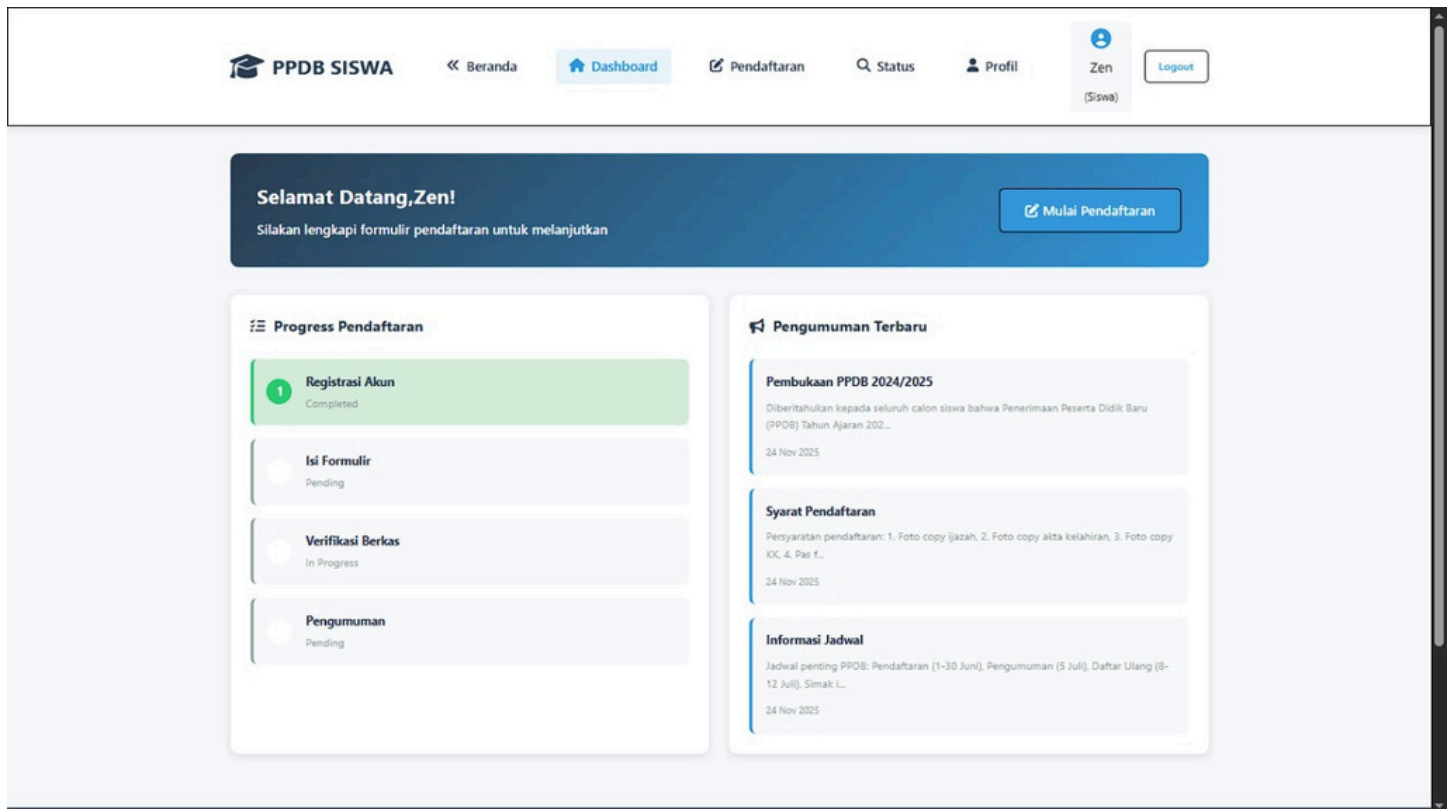 PPDB SISWA
Beranda
Dashboard
Pendaftaran
Status
Profil
Zen
(Siswa)
Logout
Selamat Datang,Zen!
Silakan lengkapi formulir pendaftaran untuk melanjutkan
Mulai Pendaftaran
Progress Pendaftaran
1
Registrasi Akun
Completed
Isi Formulir
Pending
Verifikasi Berkas
In Progress
Pengumuman
Pending
Pengumuman Terbaru
Pembukaan PPDB 2024/2025
Diberitahukan kepada seluruh calon siswa bahwa Penerimaan Peserta Didik Baru
(PPDB) Tahun Ajaran 202...
24 Nov 2025
Syarat Pendaftaran
Persyaratan pendaftaran: 1. Foto copy ijazah, 2. Foto copy akta kelahiran, 3. Foto copy
KK, 4. Pas f...
24 Nov 2025
Informasi Jadwal
Jadwal penting PPDB: Pendaftaran (1-30 Juni), Pengumuman (5 Juli), Daftar Ulang (8-
12 Juli). Simak i...
24 Nov 2025